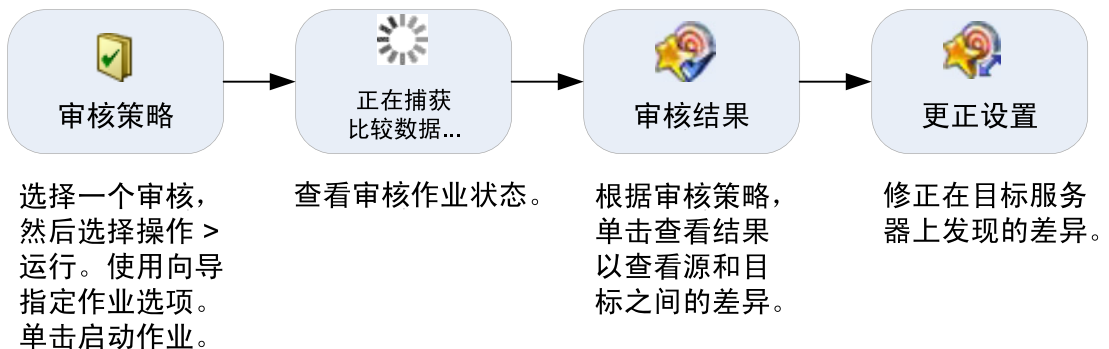 审核策略
正在捕获
比较数据...
审核结果
更正设置
选择一个审核，
然后选择操作 >
运行。使用向导
指定作业选项。
单击启动作业。
查看审核作业状态。
根据审核策略，
单击查看结果
以查看源和目
标之间的差异。
修正在目标服务
器上发现的差异。